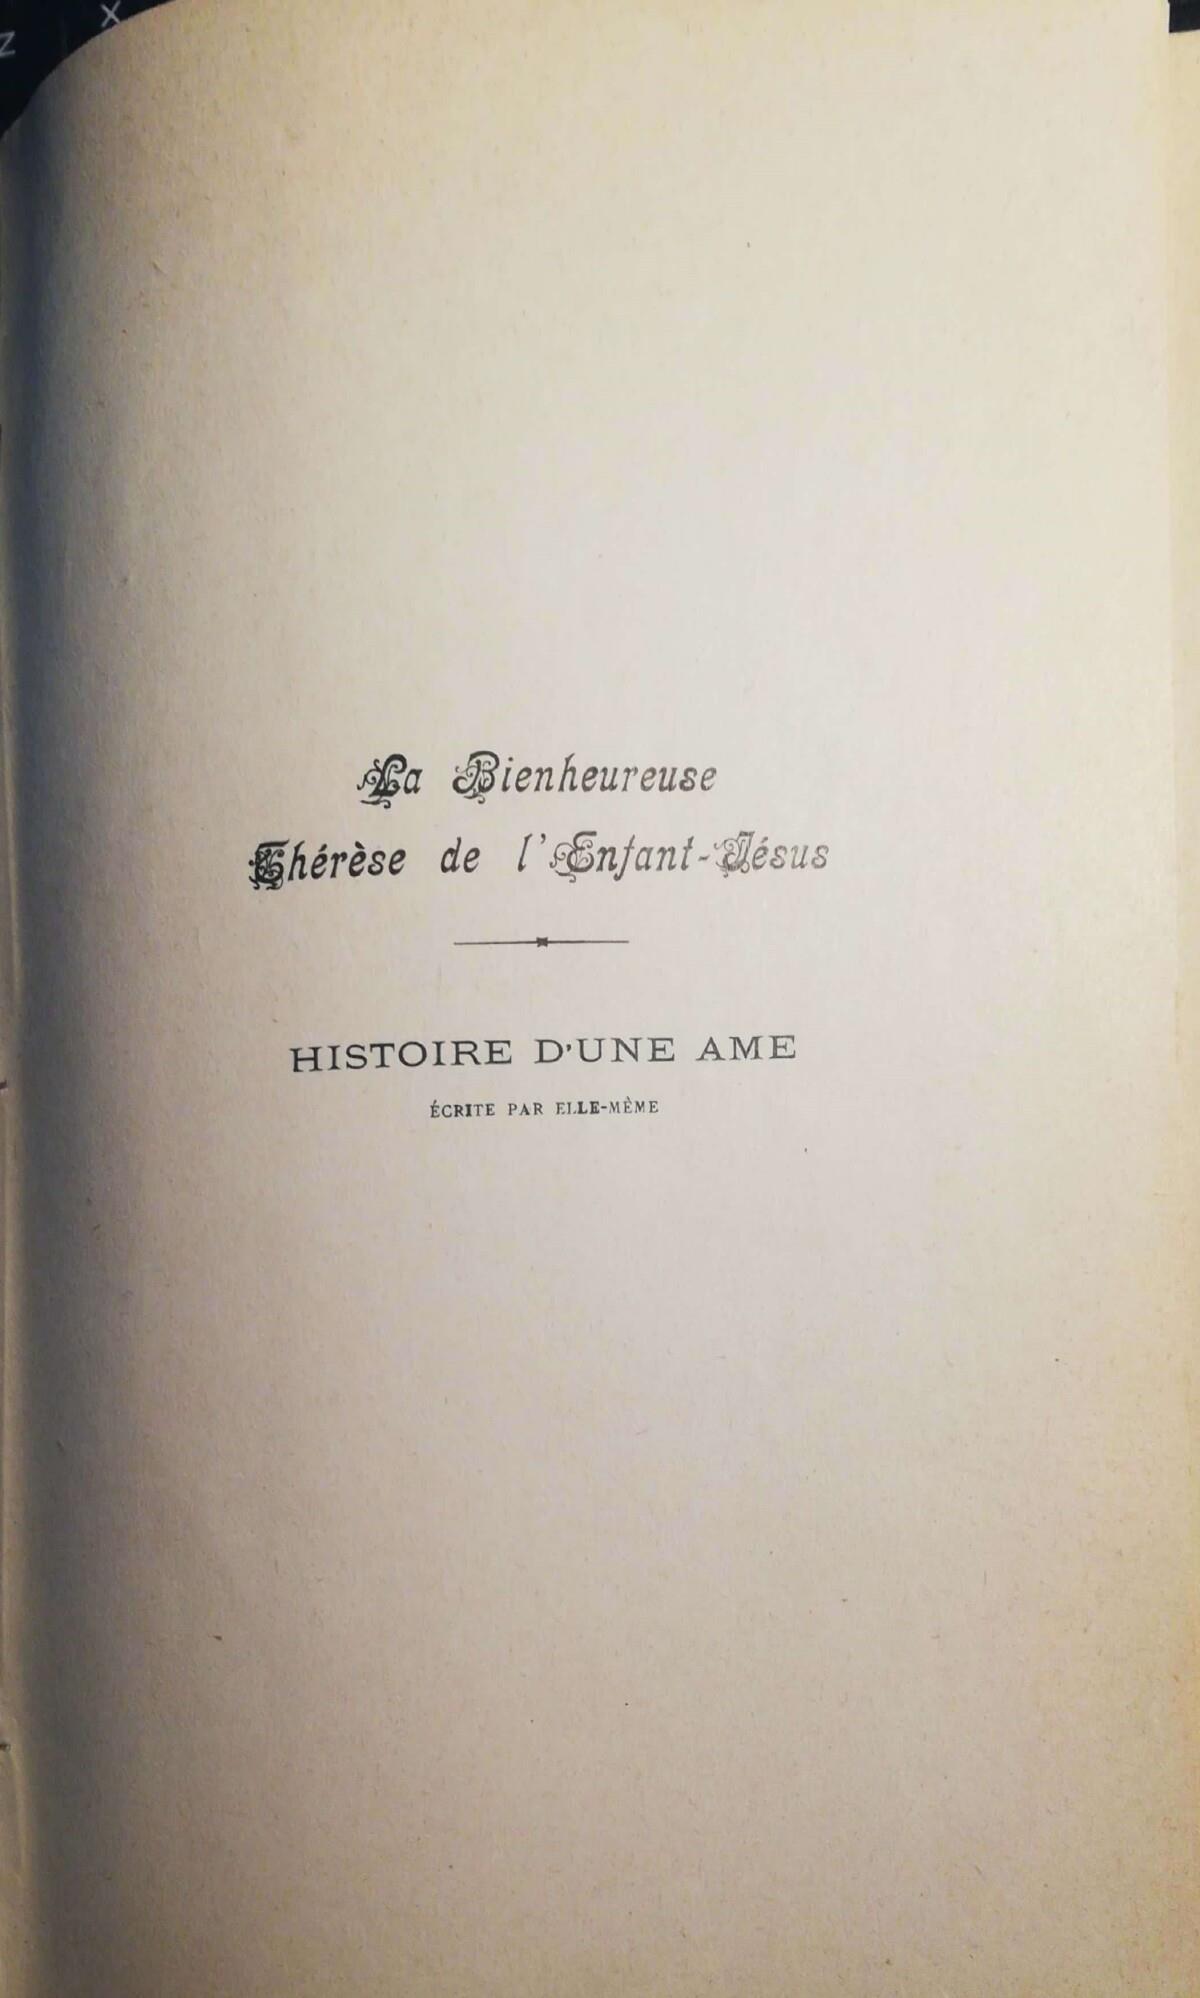 Z
X
La Bienheureuse
Thérèse de l'Enfant-Jésus
HISTOIRE D'UNE AME
ÉCRITE PAR ELLE-MÊME